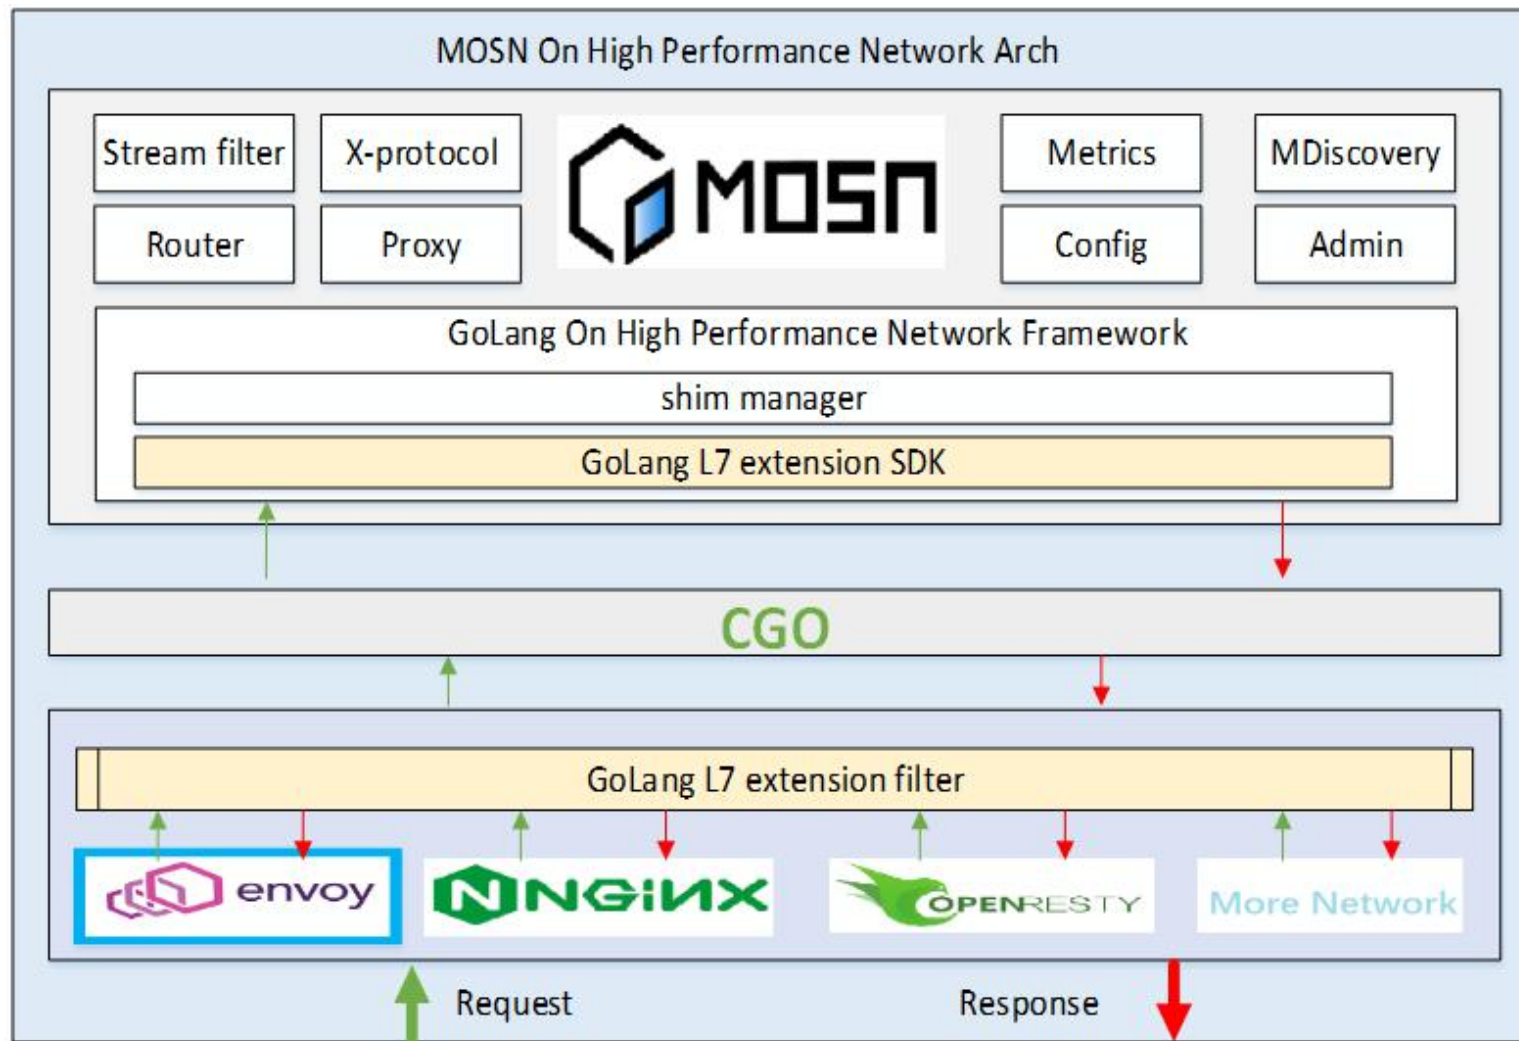 MOSN On High Performance Network Arch
Stream filter
X-protocol
MOSN
Metrics
MDiscovery
Router
Proxy
Config
Admin
GoLang On High Performance Network Framework
shim manager
GoLang L7 extension SDK
CGO
GoLang L7 extension filter
envoy
NGINX
OPENRESTY
More Network
Request
Response